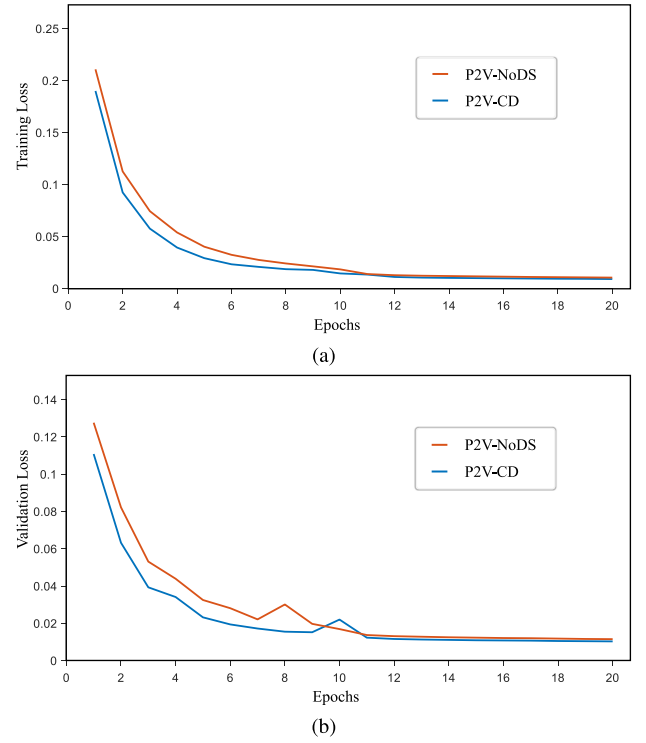 0.25
0.2
0.15
0.1
0.05
0
Training Loss
P2V-NoDS
P2V-CD
0 2 4 6 8 10 12 14 16 18 20
Epochs
(a)
0.14
0.12
0.1
0.08
0.06
0.04
0.02
0
Validation Loss
P2V-NoDS
P2V-CD
0 2 4 6 8 10 12 14 16 18 20
Epochs
(b)